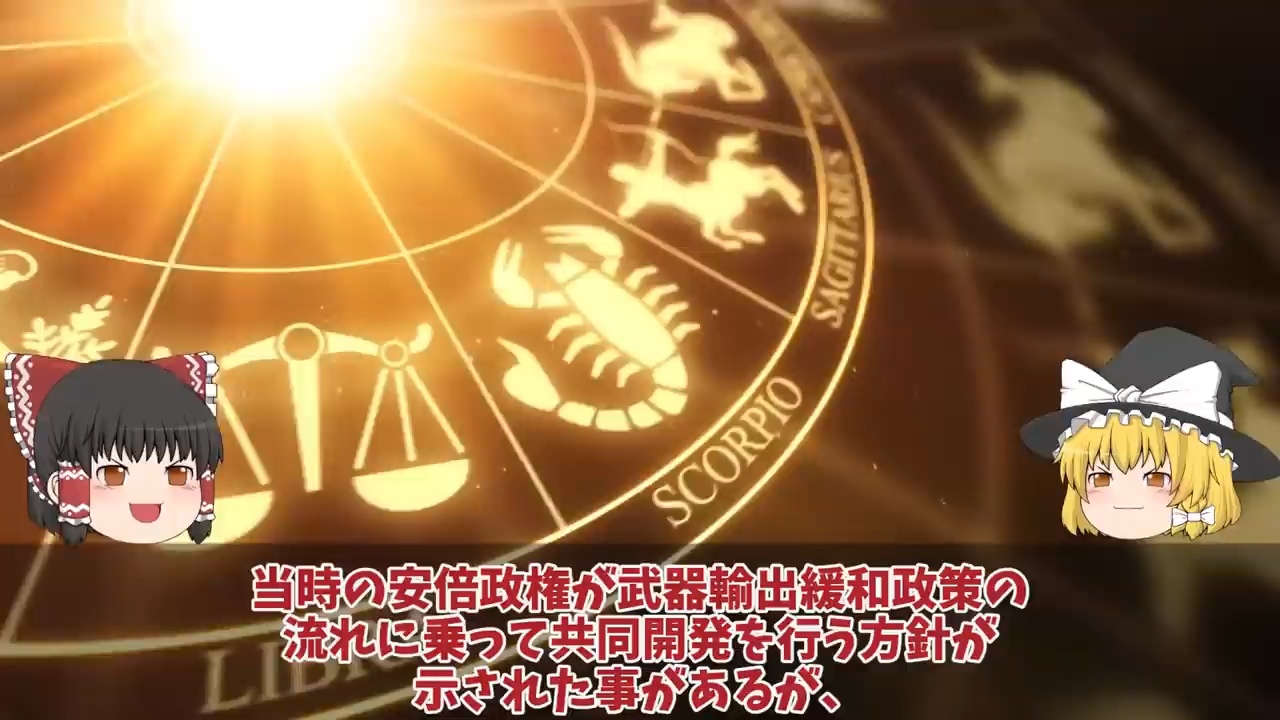 SAGITTARIUS
SCORPIO
LIBRA
当時の安倍政権が武器輸出緩和政策の
流れに乗って共同開発を行う方針が
示された事があるが、